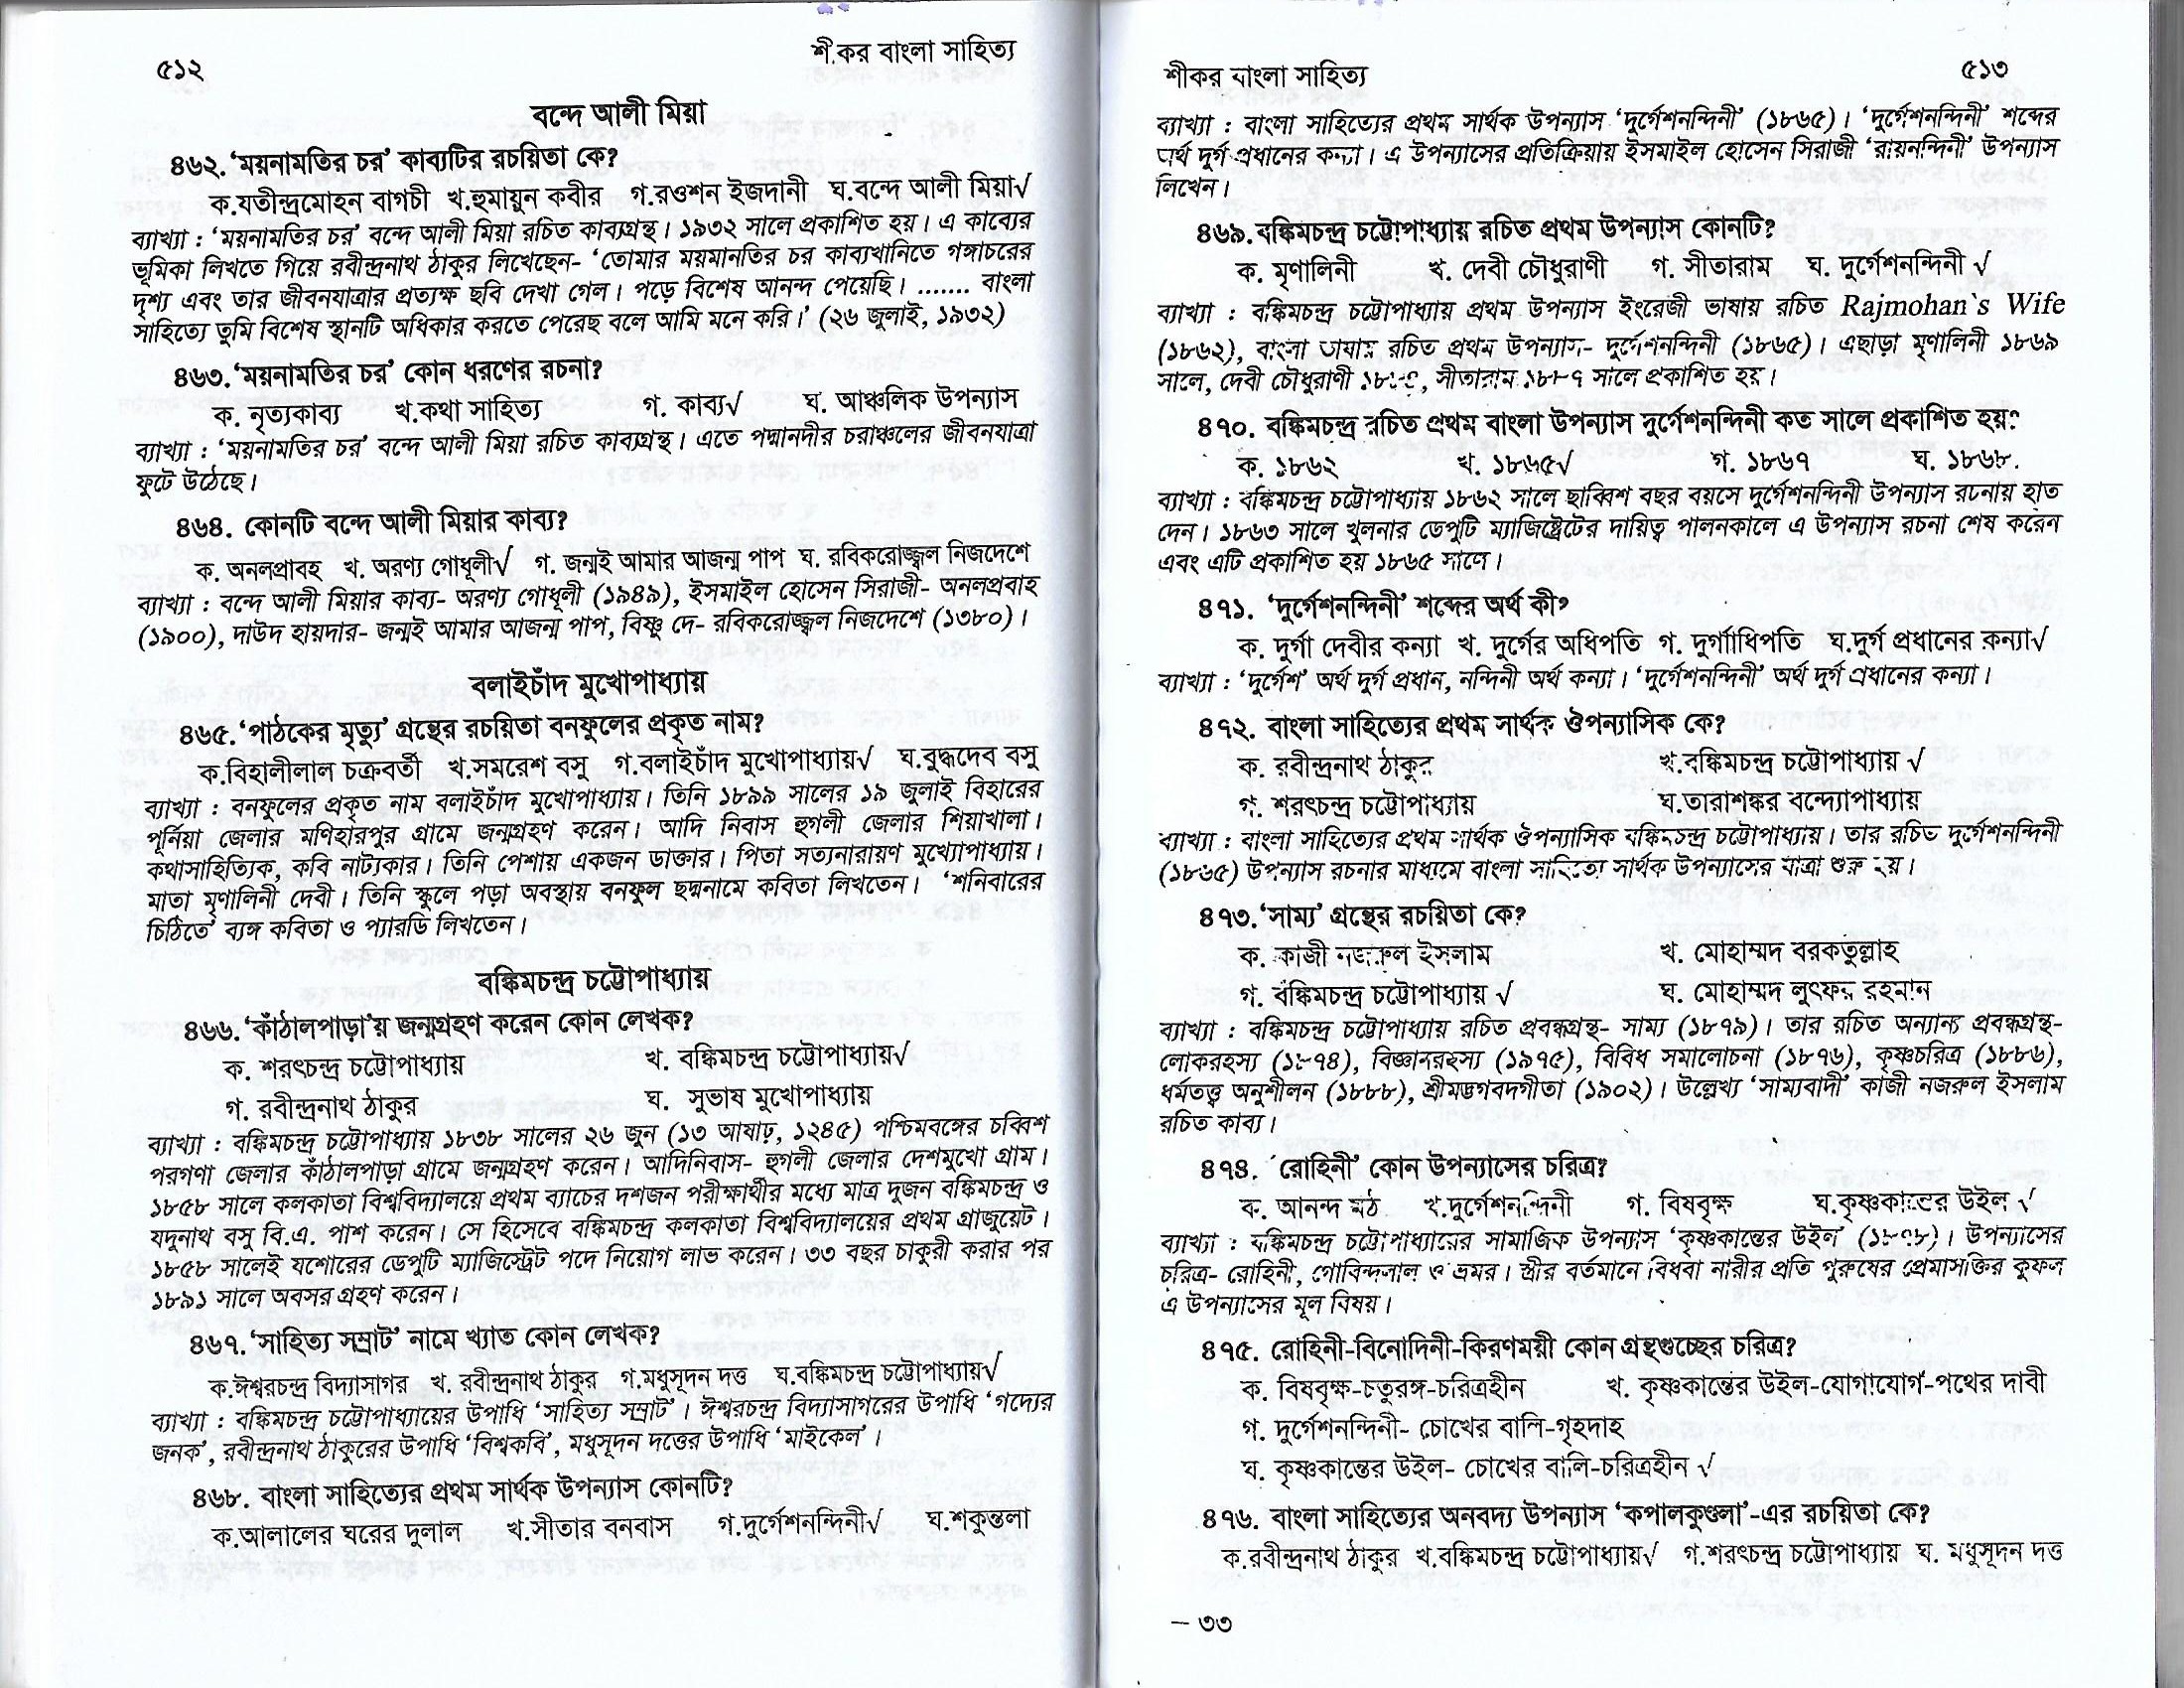 ৫১২
শীকর বাংলা সাহিত্য
বন্দে আলী মিয়া
৪৬২. ‘ময়নামতির চর’ কাব্যটির রচয়িতা কে?
ক.যতীন্দ্রমোহন বাগচী খ.হুমায়ুন কবীর গ.রওশন ইজদানী ঘ.বন্দে আলী মিয়া√
ব্যাখ্যা : ‘ময়নামতির চর’ বন্দে আলী মিয়া রচিত কাব্যগ্রন্থ। ১৯৩২ সালে প্রকাশিত হয়। এ কাব্যের
ভূমিকা লিখতে গিয়ে রবীন্দ্রনাথ ঠাকুর লিখেছেন- ‘তোমার ময়মানতির চর কাব্যখানিতে গঙ্গাচরের
দৃশ্য এবং তার জীবনযাত্রার প্রত্যক্ষ ছবি দেখা গেল। পড়ে বিশেষ আনন্দ পেয়েছি। ....... বাংলা
সাহিত্যে তুমি বিশেষ স্থানটি অধিকার করতে পেরেছ বলে আমি মনে করি।’ (২৬ জুলাই, ১৯৩২)
৪৬৩.‘ময়নামতির চর’ কোন ধরণের রচনা?
ক. নৃত্যকাব্য খ.কথা সাহিত্য গ. কাব্য√ ঘ. আঞ্চলিক উপন্যাস
ব্যাখ্যা : ‘ময়নামতির চর’ বন্দে আলী মিয়া রচিত কাব্যগ্রন্থ। এতে পদ্মানদীর চরাঞ্চলের জীবনযাত্রা
ফুটে উঠেছে।
৪৬৪. কোনটি বন্দে আলী মিয়ার কাব্য?
ক. অনলপ্রাবহ খ. অরণ্য গোধূলী√ গ. জন্মই আমার আজন্ম পাপ ঘ. রবিকরোজ্জ্বল নিজদেশে
ব্যাখ্যা : বন্দে আলী মিয়ার কাব্য- অরণ্য গোধূলী (১৯৪৯), ইসমাইল হোসেন সিরাজী- অনলপ্রবাহ
(১৯০০), দাউদ হায়দার- জন্মই আমার আজন্ম পাপ, বিষ্ণু দে- রবিকরোজ্জ্বল নিজদেশে (১৩৮০)।
বলাইচাঁদ মুখোপাধ্যায়
৪৬৫.‘পাঠকের মৃত্যু’ গ্রন্থের রচয়িতা বনফুলের প্রকৃত নাম?
ক.বিহালীলাল চক্রবর্তী খ.সমরেশ বসু গ.বলাইচাঁদ মুখোপাধ্যায়√ ঘ.বুদ্ধদেব বসু
ব্যাখ্যা : বনফুলের প্রকৃত নাম বলাইচাঁদ মুখোপাধ্যায়। তিনি ১৮৯৯ সালের ১৯ জুলাই বিহারের
পূর্নিয়া জেলার মণিহারপুর গ্রামে জন্মগ্রহণ করেন। আদি নিবাস হুগলী জেলার শিয়াখালা।
কথাসাহিত্যিক, কবি নাট্যকার। তিনি পেশায় একজন ডাক্তার। পিতা সত্যনারায়ণ মুখ্যোপাধ্যায়।
মাতা মৃণালিনী দেবী। তিনি স্কুলে পড়া অবস্থায় বনফুল ছদ্মনামে কবিতা লিখতেন। ‘শনিবারের
চিঠিতে’ ব্যঙ্গ কবিতা ও প্যারডি লিখতেন।
বঙ্কিমচন্দ্র চট্টোপাধ্যায়
৪৬৬.‘কাঁঠালপাড়া’য় জন্মগ্রহণ করেন কোন লেখক?
ক. শরৎচন্দ্র চট্টোপাধ্যায় খ. বঙ্কিমচন্দ্র চট্টোপাধ্যায়√
গ. রবীন্দ্রনাথ ঠাকুর ঘ. সুভাষ মুখোপাধ্যায়
ব্যাখ্যা : বঙ্কিমচন্দ্র চট্টোপাধ্যায় ১৮৩৮ সালের ২৬ জুন (১৩ আষাঢ়, ১২৪৫) পশ্চিমবঙ্গের চব্বিশ
পরগণা জেলার কাঁঠালপাড়া গ্রামে জন্মগ্রহণ করেন। আদিনিবাস- হুগলী জেলার দেশমুখো গ্রাম।
১৮৫৮ সালে কলকাতা বিশ্ববিদ্যালয়ে প্রথম ব্যাচের দশজন পরীক্ষার্থীর মধ্যে মাত্র দুজন বঙ্কিমচন্দ্র ও
যদুনাথ বসু বি.এ. পাশ করেন। সে হিসেবে বঙ্কিমচন্দ্র কলকাতা বিশ্ববিদ্যালয়ের প্রথম গ্রাজুয়েট।
১৮৫৮ সালেই যশোরের ডেপুটি ম্যাজিস্ট্রেট পদে নিয়োগ লাভ করেন। ৩৩ বছর চাকুরী করার পর
১৮৯১ সালে অবসর গ্রহণ করেন।
৪৬৭.‘সাহিত্য সম্রাট’ নামে খ্যাত কোন লেখক?
ক.ঈশ্বরচন্দ্র বিদ্যাসাগর খ. রবীন্দ্রনাথ ঠাকুর গ.মধুসূদন দত্ত ঘ.বঙ্কিমচন্দ্র চট্টোপাধ্যায়√
ব্যাখ্যা : বঙ্কিমচন্দ্র চট্টোপাধ্যায়ের উপাধি ‘সাহিত্য সম্রাট’। ঈশ্বরচন্দ্র বিদ্যাসাগরের উপাধি ‘গদ্যের
জনক’, রবীন্দ্রনাথ ঠাকুরের উপাধি ‘বিশ্বকবি’, মধুসূদন দত্তের উপাধি ‘মাইকেল’।
৪৬৮. বাংলা সাহিত্যের প্রথম সার্থক উপন্যাস কোনটি?
ক.আলালের ঘরের দুলাল খ.সীতার বনবাস গ.দুর্গেশনন্দিনী√ ঘ.শকুন্তলা
শীকর বাংলা সাহিত্য
৫১৩
ব্যাখ্যা : বাংলা সাহিত্যের প্রথম সার্থক উপন্যাস ‘দুর্গেশনন্দিনী’ (১৮৬৫)। ‘দুর্গেশনন্দিনী’ শব্দের
অর্থ দুর্গ প্রধানের কন্যা। এ উপন্যাসের প্রতিক্রিয়ায় ইসমাইল হোসেন সিরাজী ‘রায়নন্দিনী’ উপন্যাস
লিখেন।
৪৬৯. বঙ্কিমচন্দ্র চট্টোপাধ্যায় রচিত প্রথম উপন্যাস কোনটি?
ক. মৃণালিনী খ. দেবী চৌধুরাণী গ. সীতারাম ঘ. দুর্গেশনন্দিনী √
ব্যাখ্যা : বঙ্কিমচন্দ্র চট্টোপাধ্যায় প্রথম উপন্যাস ইংরেজী ভাষায় রচিত Rajmohan`s Wife
(১৮৬২), বাংলা ভাষায় রচিত প্রথম উপন্যাস- দুর্গেশনন্দিনী (১৮৬৫)। এছাড়া মৃণালিনী ১৮৬৯
সালে, দেবী চৌধুরাণী সীতারাম ১৮৮৭ সালে প্রকাশিত হয়।
৪৭০. বঙ্কিমচন্দ্র রচিত প্রথম বাংলা উপন্যাস দুর্গেশনন্দিনী কত সালে প্রকাশিত হয়?
ক. ১৮৬২ খ. ১৮৬৫√ গ. ১৮৬৭ ঘ. ১৮৬৮
ব্যাখ্যা : বঙ্কিমচন্দ্র চট্টোপাধ্যায় ১৮৬২ সালে ছাব্বিশ বছর বয়সে দুর্গেশনন্দিনী উপন্যাস রচনায় হাত
দেন। ১৮৬৩ সালে খুলনার ডেপুটি ম্যাজিষ্ট্রেটের দায়িত্ব পালনকালে এ উপন্যাস রচনা শেষ করেন
এবং এটি প্রকাশিত হয় ১৮৬৫ সালে।
৪৭১. ‘দুর্গেশনন্দিনী’ শব্দের অর্থ কী?
ক. দুর্গা দেবীর কন্যা খ. দুর্গের অধিপতি গ. দুর্গাধিপতি ঘ.দুর্গ প্রধানের কন্যা√
ব্যাখ্যা : ‘দুর্গেশ’ অর্থ দুর্গ প্রধান, নন্দিনী অর্থ কন্যা। ‘দুর্গেশনন্দিনী’ অর্থ দুর্গ প্রধানের কন্যা।
৪৭২. বাংলা সাহিত্যের প্রথম সার্থক ঔপন্যাসিক কে?
ক. রবীন্দ্রনাথ ঠাকুর খ.বঙ্কিমচন্দ্র চট্টোপাধ্যায় √
গ. শরৎচন্দ্র চট্টোপাধ্যায় ঘ.তারাশঙ্কর বন্দ্যোপাধ্যায়
ব্যাখ্যা : বাংলা সাহিত্যের প্রথম সার্থক ঔপন্যাসিক বঙ্কিমচন্দ্র চট্টোপাধ্যায়। তার রচিত দুর্গেশনন্দিনী
(১৮৬৫) উপন্যাস রচনার মাধ্যমে বাংলা সাহিত্যে সার্থক উপন্যাসের যাত্রা শুরু হয়।
৪৭৩.‘সাম্য’ গ্রন্থের রচয়িতা কে?
ক. কাজী নজরুল ইসলাম খ. মোহাম্মদ বরকতুল্লাহ
গ. বঙ্কিমচন্দ্র চট্টোপাধ্যায় √ ঘ. মোহাম্মদ লুৎফর রহমান
ব্যাখ্যা : বঙ্কিমচন্দ্র চট্টোপাধ্যায় রচিত প্রবন্ধগ্রন্থ- সাম্য (১৮৭৯)। তার রচিত অন্যান্য প্রবন্ধগ্রন্থ-
লোকরহস্য (১৮৭৪), বিজ্ঞানরহস্য (১৯৭৫), বিবিধ সমালোচনা (১৮৭৬), কৃষ্ণচরিত্র (১৮৮৬),
ধর্মতত্ত্ব অনুশীলন (১৮৮৮), শ্রীমদ্ভগবদগীতা (১৯০২)। উল্লেখ্য ‘সাম্যবাদী’ কাজী নজরুল ইসলাম
রচিত কাব্য।
৪৭৪. ‘রোহিনী’ কোন উপন্যাসের চরিত্র?
ক. আনন্দ মঠ খ.দুর্গেশনন্দিনী গ. বিষবৃক্ষ ঘ.কৃষ্ণকান্তের উইল √
ব্যাখ্যা : বঙ্কিমচন্দ্র চট্টোপাধ্যায়ের সামাজিক উপন্যাস ‘কৃষ্ণকান্তের উইল’ (১৮৭৮)। উপন্যাসের
চরিত্র- রোহিনী, গোবিন্দলাল ও ভ্রমর। স্ত্রীর বর্তমানে বিধবা নারীর প্রতি পুরুষের প্রেমাসক্তির কুফল
এ উপন্যাসের মূল বিষয়।
৪৭৫. রোহিনী-বিনোদিনী-কিরণময়ী কোন গ্রন্থগুচ্ছের চরিত্র?
ক. বিষবৃক্ষ-চতুরঙ্গ-চরিত্রহীন খ. কৃষ্ণকান্তের উইল-যোগাযোগ-পথের দাবী
গ. দুর্গেশনন্দিনী- চোখের বালি-গৃহদাহ
ঘ. কৃষ্ণকান্তের উইল- চোখের বালি-চরিত্রহীন √
৪৭৬. বাংলা সাহিত্যের অনবদ্য উপন্যাস ‘কপালকুণ্ডলা’-এর রচয়িতা কে?
ক.রবীন্দ্রনাথ ঠাকুর খ.বঙ্কিমচন্দ্র চট্টোপাধ্যায়√ গ.শরৎচন্দ্র চট্টোপাধ্যায় ঘ. মধুসূদন দত্ত
– ৩৩